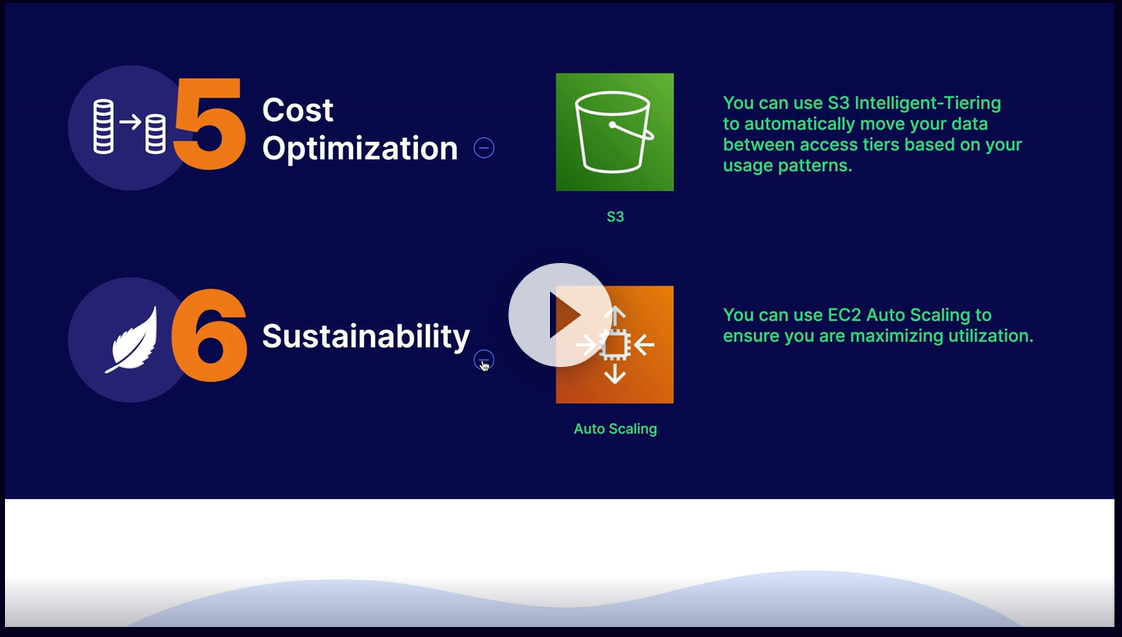 5
Cost
Optimization
S3
You can use S3 Intelligent-Tiering
to automatically move your data
between access tiers based on your
usage patterns.
6
Sustainability
Auto Scaling
You can use EC2 Auto Scaling to
ensure you are maximizing utilization.